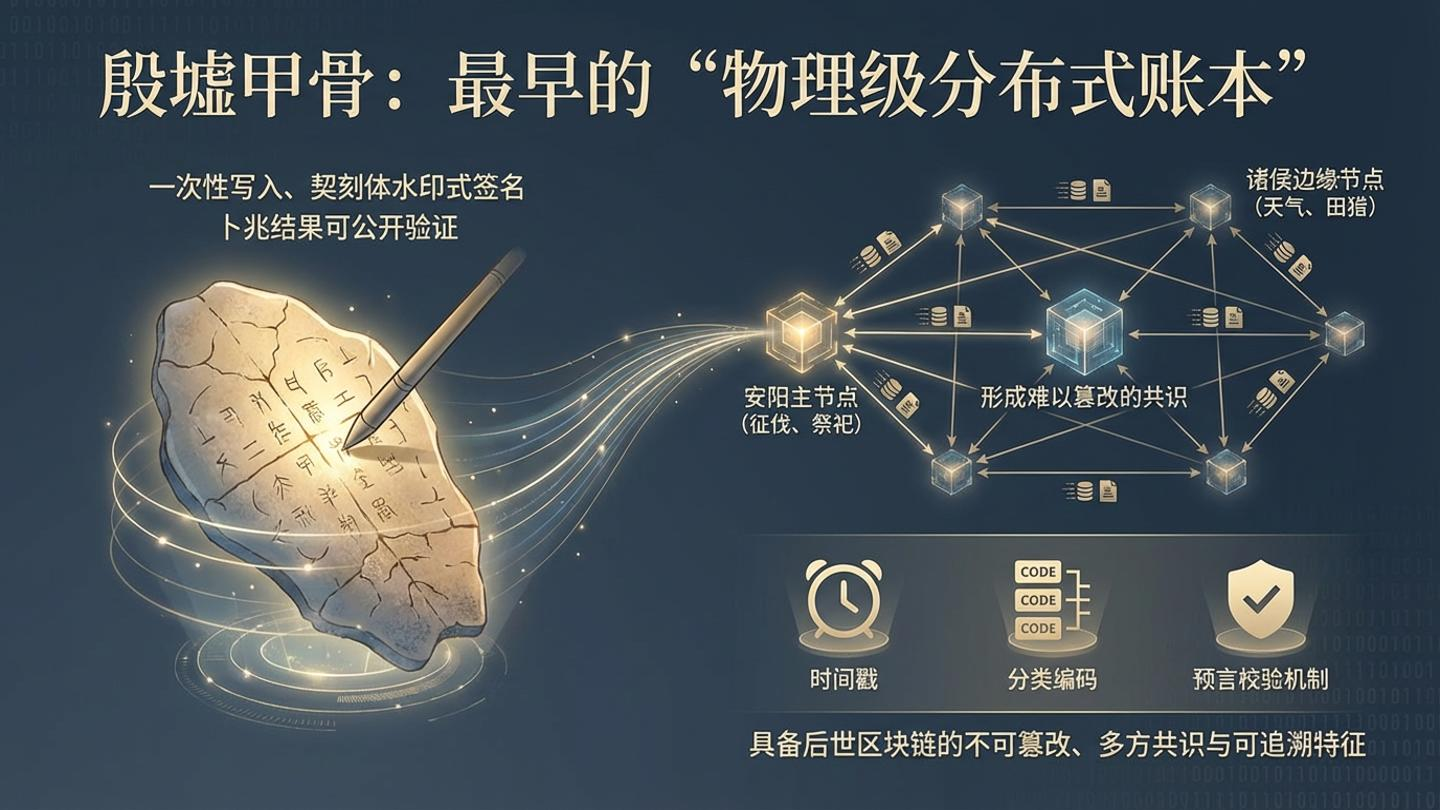 殷墟甲骨：最早的“物理级分布式账本”
一次性写入、契刻体水印式签名
卜兆结果可公开验证
诸侯边缘节点
（天气、田猎）
安阳主节点
（征伐、祭祀）
形成难以篡改的共识
CODE
CODE
CODE
时间戳
分类编码
预言校验机制
具备后世区块链的不可篡改、多方共识与可追溯特征